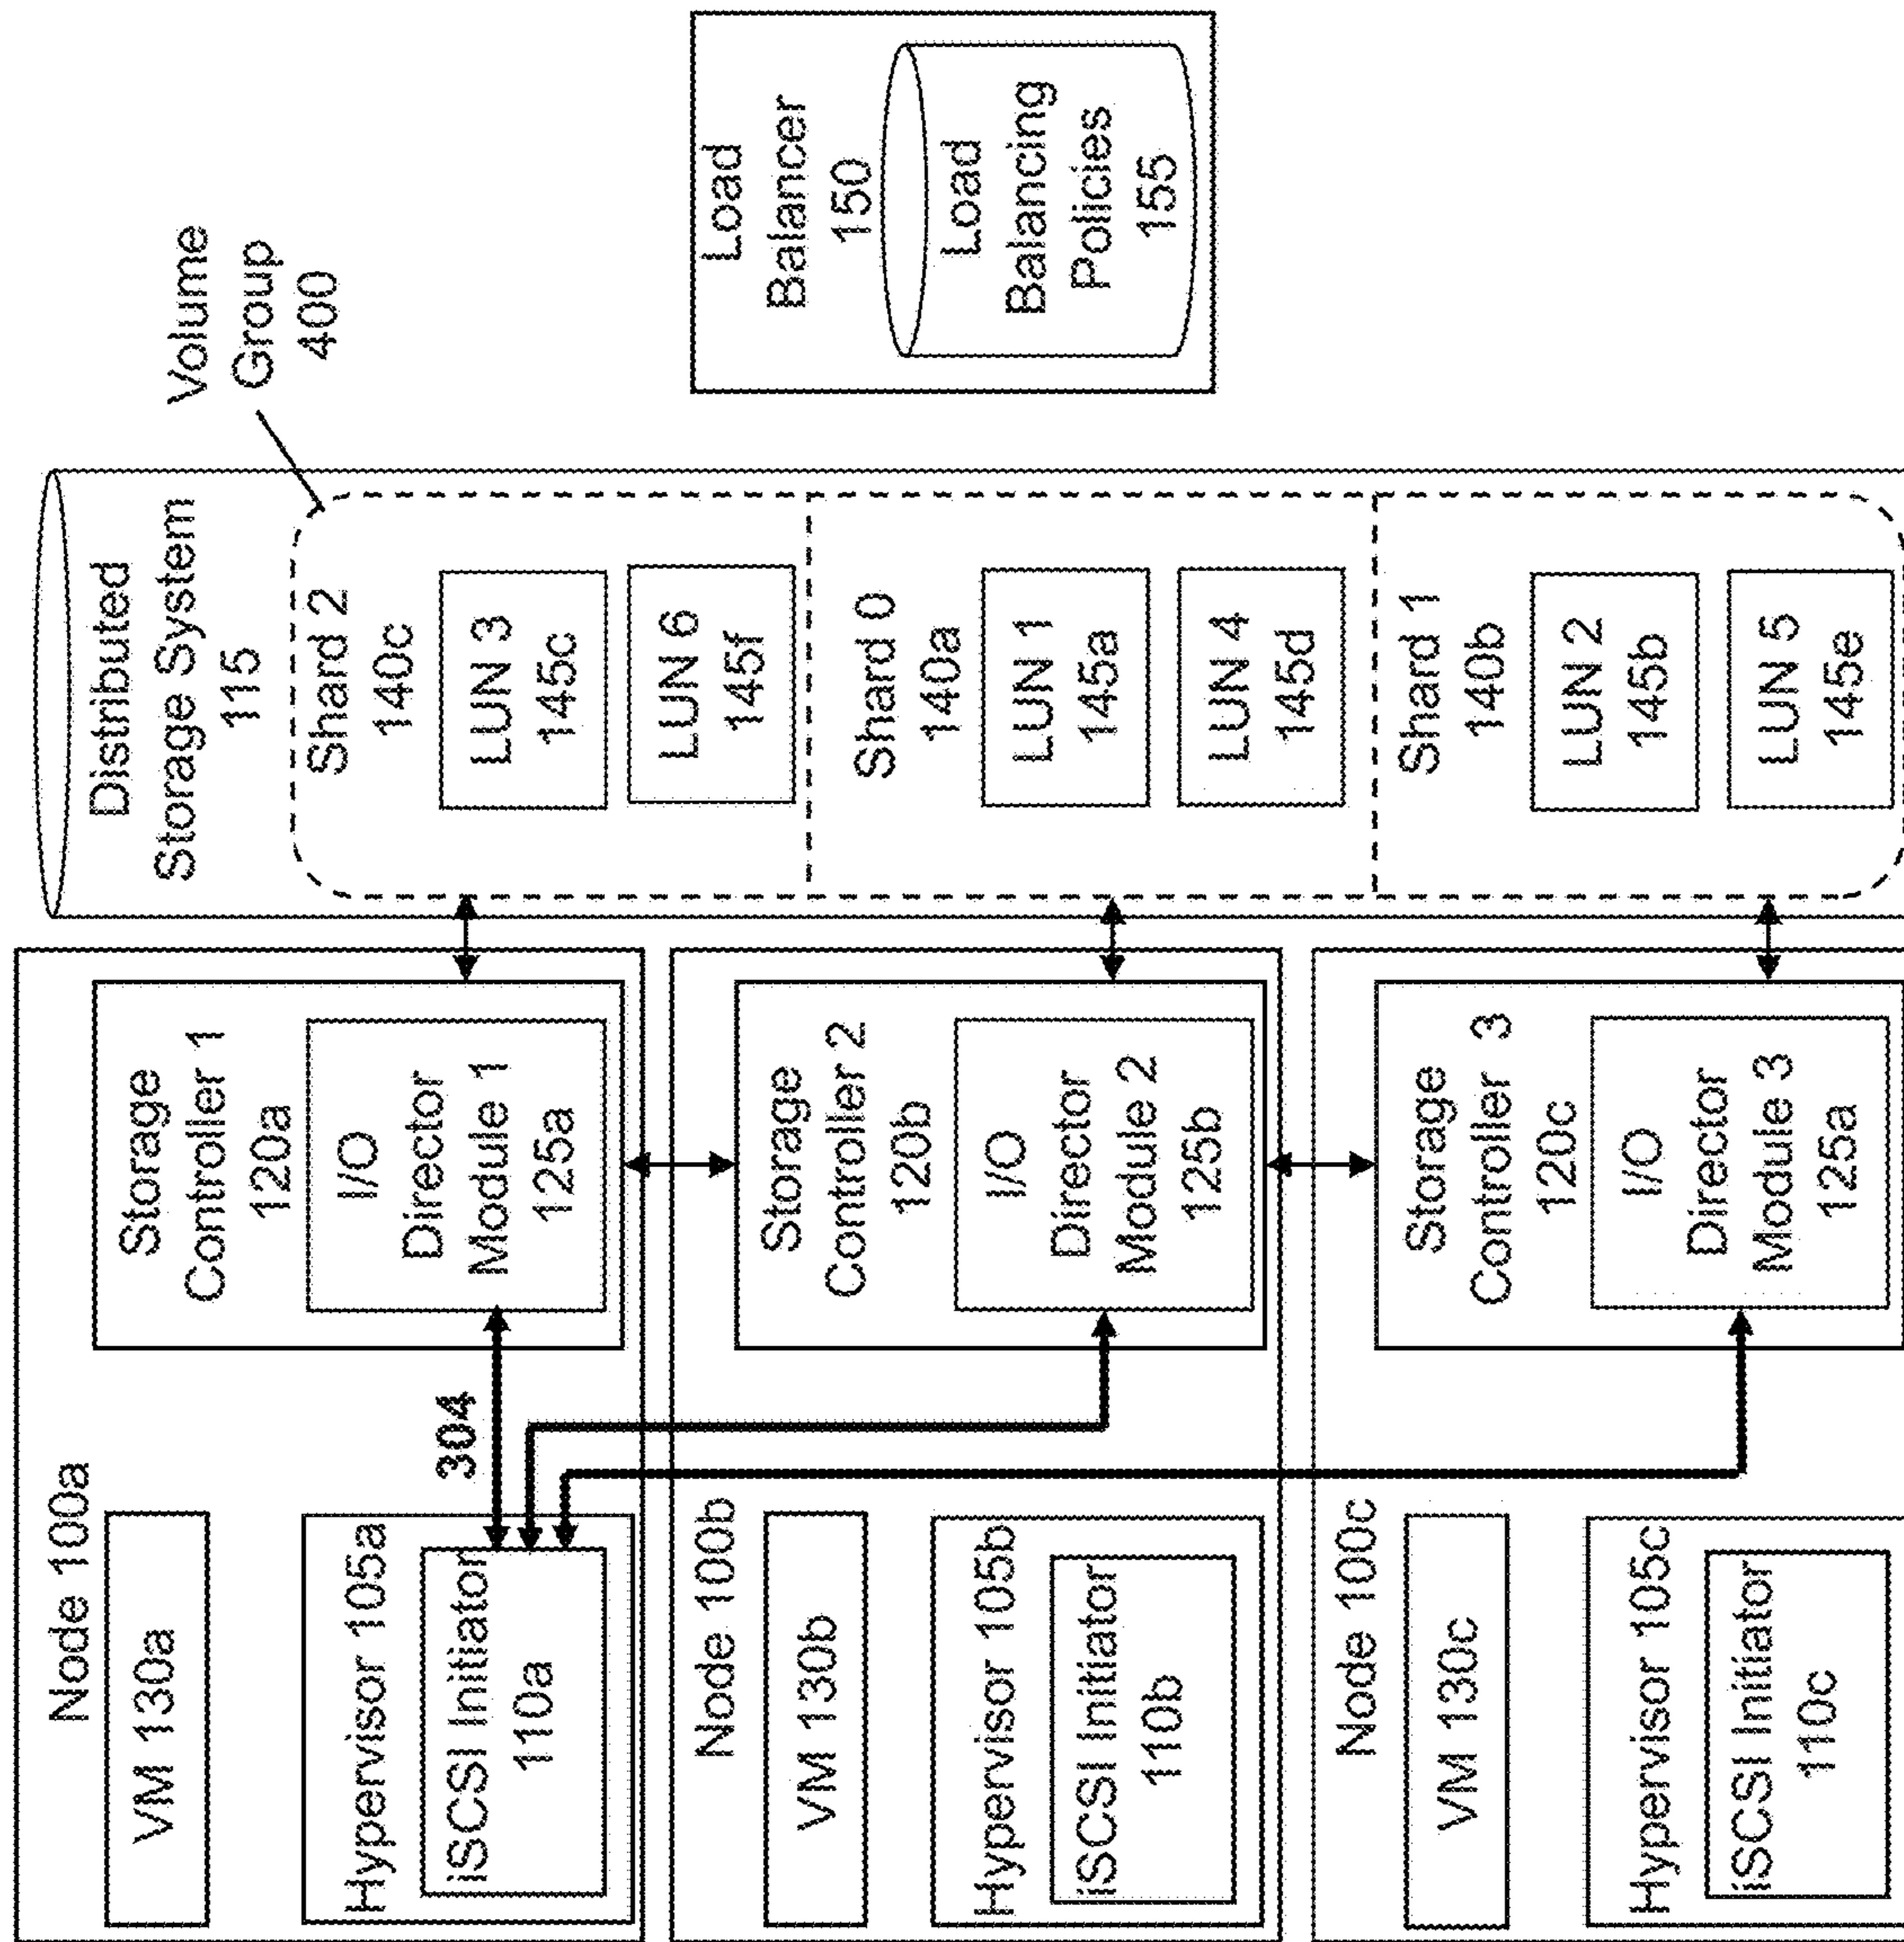 Node 100a
VM 130a
Hypervisor 105a
iSCSI Initiator
110a
304
Storage
Controller 1
120a
I/O
Director
Module 1
125a
Node 100b
VM 130b
Hypervisor 105b
iSCSI Initiator
110b
Storage
Controller 2
120b
I/O
Director
Module 2
125b
Node 100c
VM 130c
Hypervisor 105c
iSCSI Initiator
110c
Storage
Controller 3
120c
I/O
Director
Module 3
125a
Distributed
Storage System
115
Shard 2
140c
LUN 3
145c
LUN 6
145f
Shard 0
140a
LUN 1
145a
LUN 4
145d
Shard 1
140b
LUN 2
145b
LUN 5
145e
Volume
Group
400
Load
Balancer
150
Load
Balancing
Policies
155